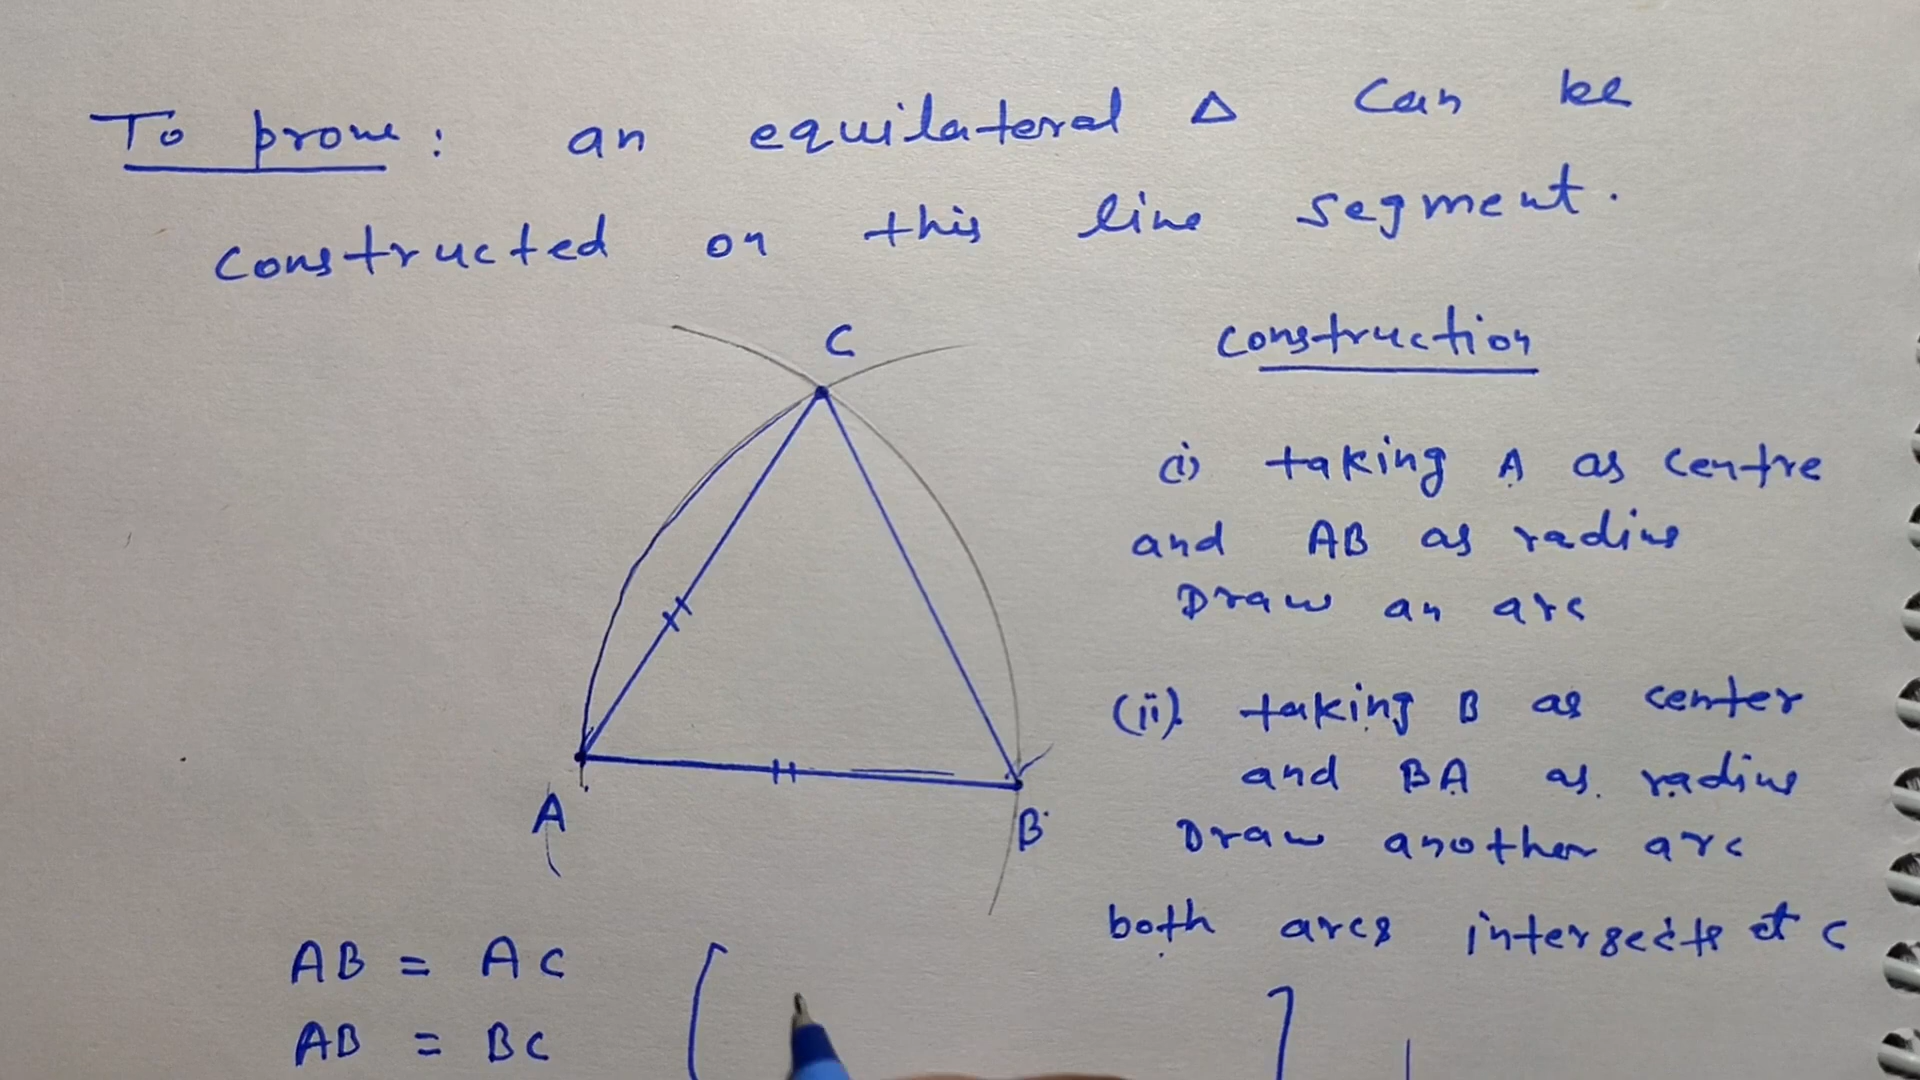 To prove: an equilateral △ can be
constructed on this line segment.
C
construction
(i) taking A as centre
and AB as radius
Draw an arc
(ii) taking B as center
and BA as radius
Draw another arc
A
B
both arcs intersects at C
AB = AC
AB = BC